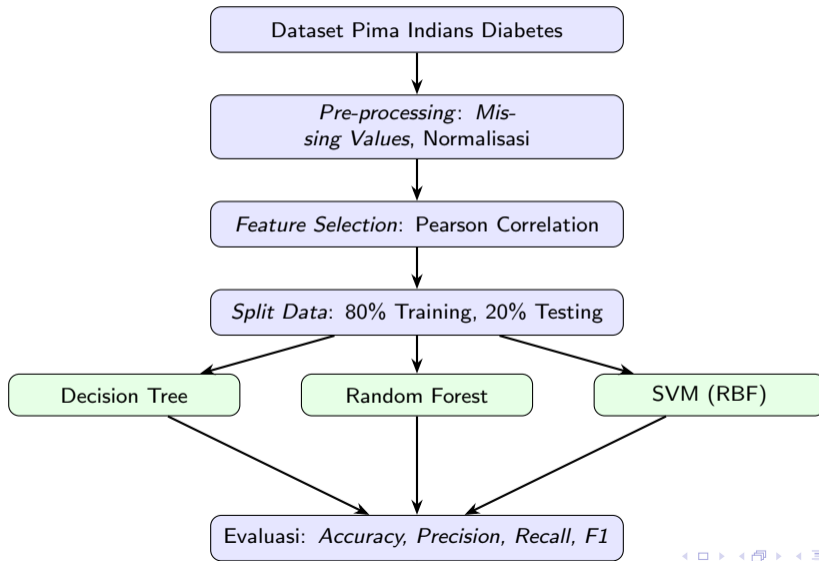 Dataset Pima Indians Diabetes
Pre-processing: Mis-
sing Values, Normalisasi
Feature Selection: Pearson Correlation
Split Data: 80% Training, 20% Testing
Decision Tree
Random Forest
SVM (RBF)
Evaluasi: Accuracy, Precision, Recall, F1